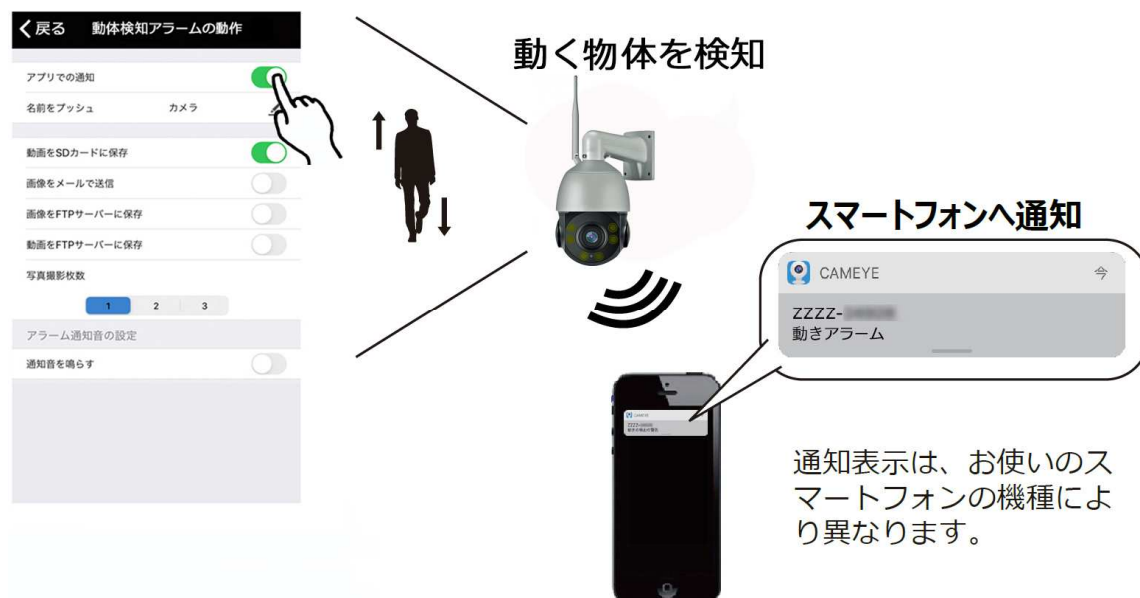 戻る 動体検知アラームの動作
アプリでの通知
名前をプッシュ カメラ
動画をSDカードに保存
画像をメールで送信
画像をFTPサーバーに保存
動画をFTPサーバーに保存
写真撮影枚数
1 2 3
アラーム通知音の設定
通知音を鳴らす
動く物体を検知
スマートフォンへ通知
CAMEYE 今
ZZZZ-
動きアラーム
CAMEYE
ZZZZ-
通知表示は、お使いのス
マートフォンの機種によ
り異なります。